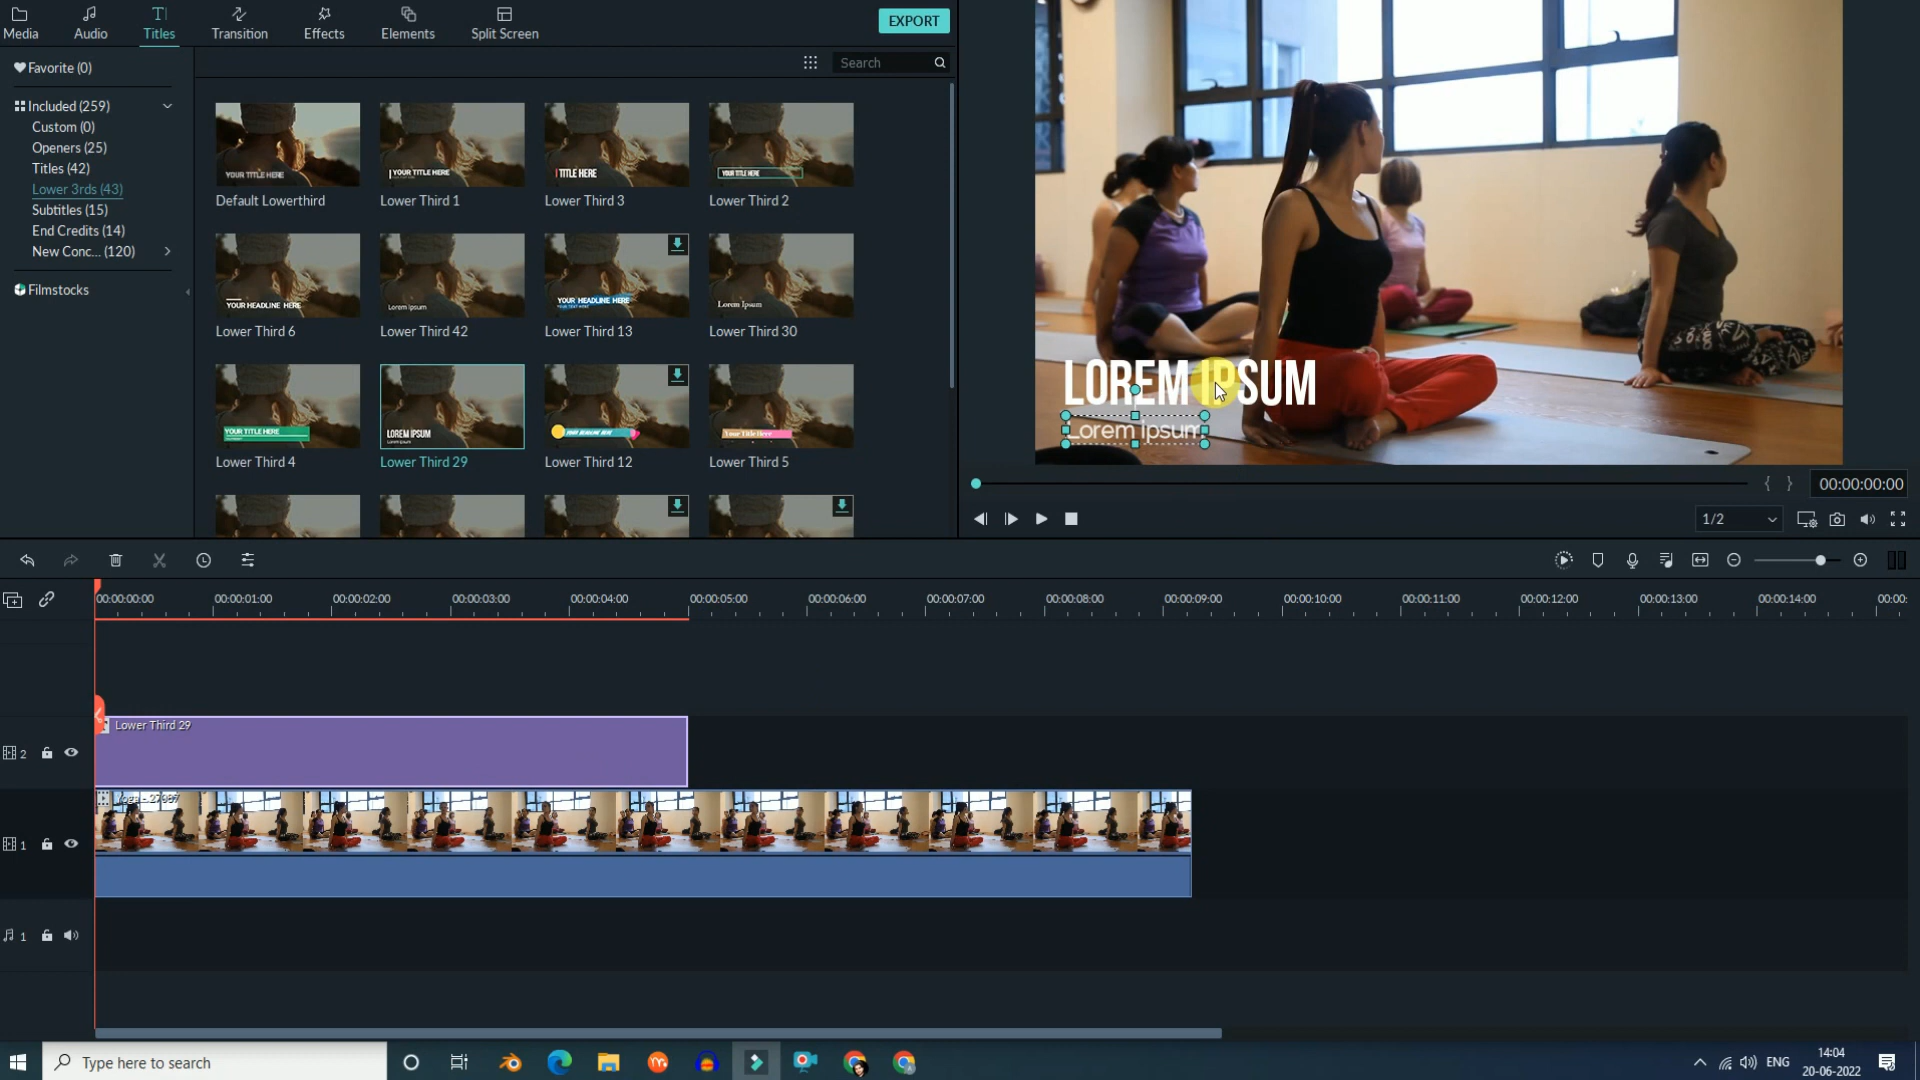 Media
Audio
Titles
Transition
Effects
Elements
Split Screen
EXPORT
Favorite (0)
Search
Included (259)
Custom (0)
Openers (25)
Titles (42)
Lower 3rds (43)
Subtitles (15)
End Credits (14)
New Conc... (120)
Filmstocks
YOUR TITLE HERE
YOUR TITLE HERE
TITLE HERE
YOUR TITLE HERE
Default Lowerthird
Lower Third 1
Lower Third 3
Lower Third 2
YOUR HEADLINE HERE
Lorem Ipsum
YOUR HEADLINE HERE
Lorem Ipsum
Lower Third 6
Lower Third 42
Lower Third 13
Lower Third 30
YOUR TITLE HERE
LOREM IPSUM
YOUR HEADLINE HERE
Your Title Here
Lower Third 4
Lower Third 29
Lower Third 12
Lower Third 5
LOREM IPSUM
Lorem ipsum
{ }
00:00:00:00
1/2
00:00:00:00
00:00:01:00
00:00:02:00
00:00:03:00
00:00:04:00
00:00:05:00
00:00:06:00
00:00:07:00
00:00:08:00
00:00:09:00
00:00:10:00
00:00:11:00
00:00:12:00
00:00:13:00
00:00:14:00
00:00:
Lower Third 29
2
1
1
Type here to search
ENG
14:04
20-06-2022